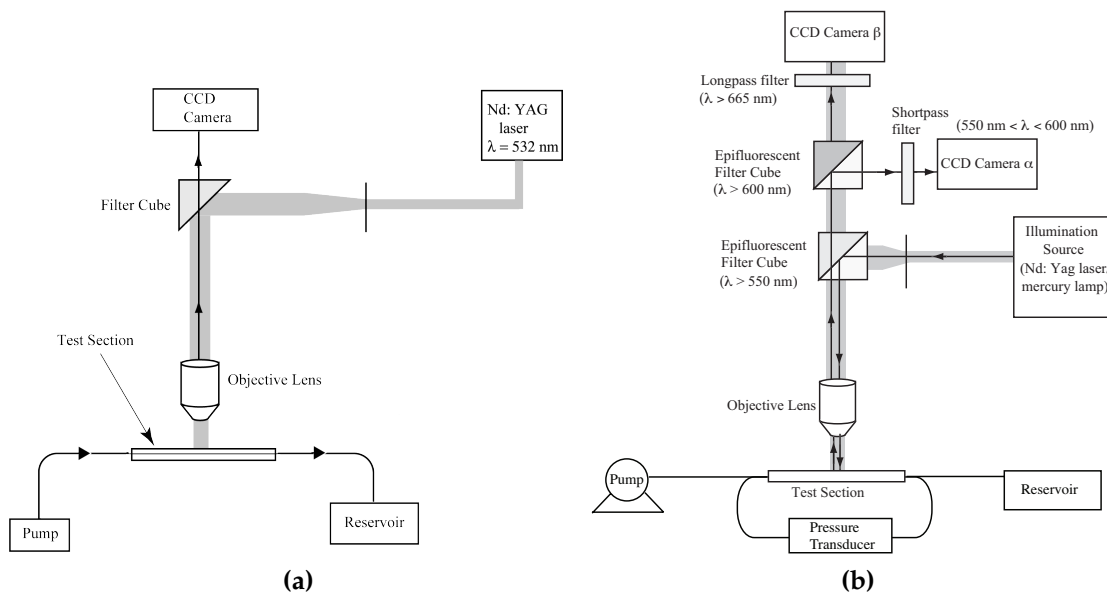 CCD
Camera
Nd: YAG
laser
λ = 532 nm
Filter Cube
Test Section
Objective Lens
Pump
Reservoir
(a)
CCD Camera β
Longpass filter
(λ > 665 nm)
Shortpass
filter
(550 nm < λ < 600 nm)
Epifluorescent
Filter Cube
(λ > 600 nm)
CCD Camera α
Epifluorescent
Filter Cube
(λ > 550 nm)
Illumination
Source
(Nd: Yag laser,
mercury lamp)
Objective Lens
Pump
Test Section
Reservoir
Pressure
Transducer
(b)